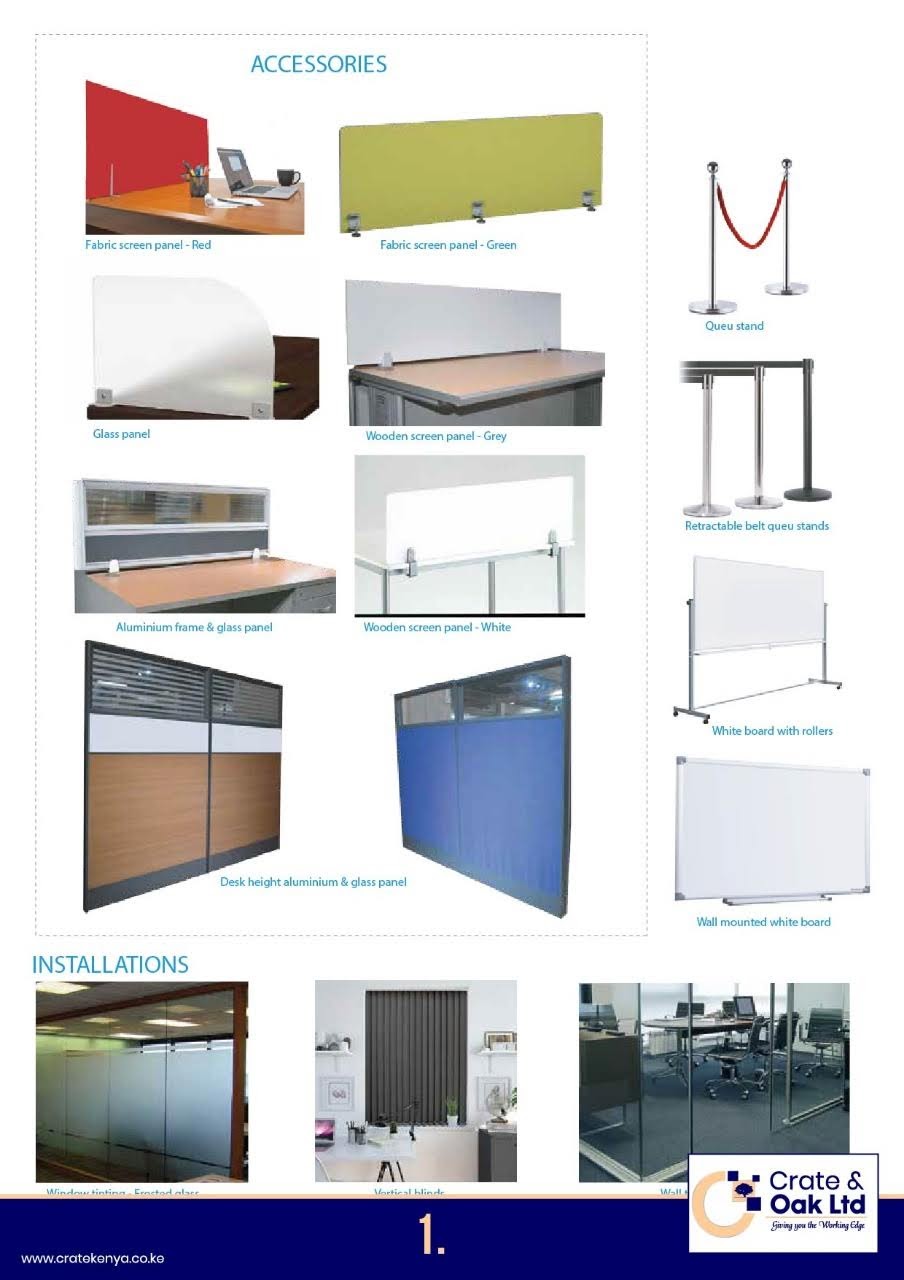 ACCESSORIES
Fabric screen panel - Red
Fabric screen panel - Green
Queu stand
Glass panel
Wooden screen panel - Grey
Retractable belt queu stands
Aluminium frame & glass panel
Wooden screen panel - White
White board with rollers
Desk height aluminium & glass panel
Wall mounted white board
INSTALLATIONS
Window tinting - Frosted glass
Vertical blinds
Wall
Crate &
Oak Ltd
Giving you the Working Edge
1.
www.cratekenya.co.ke